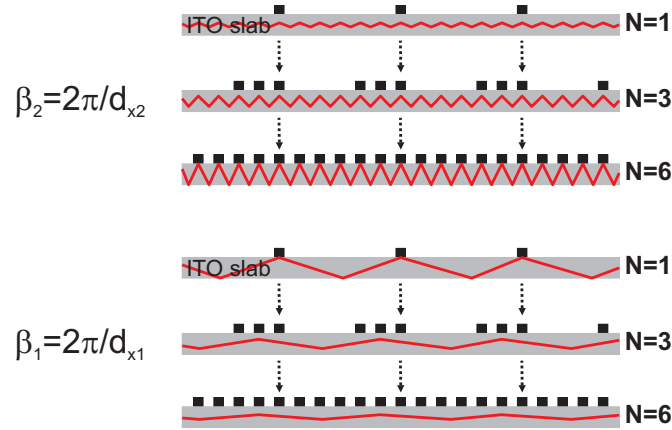 ITO slab
N=1
β₂=2π/dₓ₂
N=3
N=6
ITO slab
N=1
β₁=2π/dₓ₁
N=3
N=6